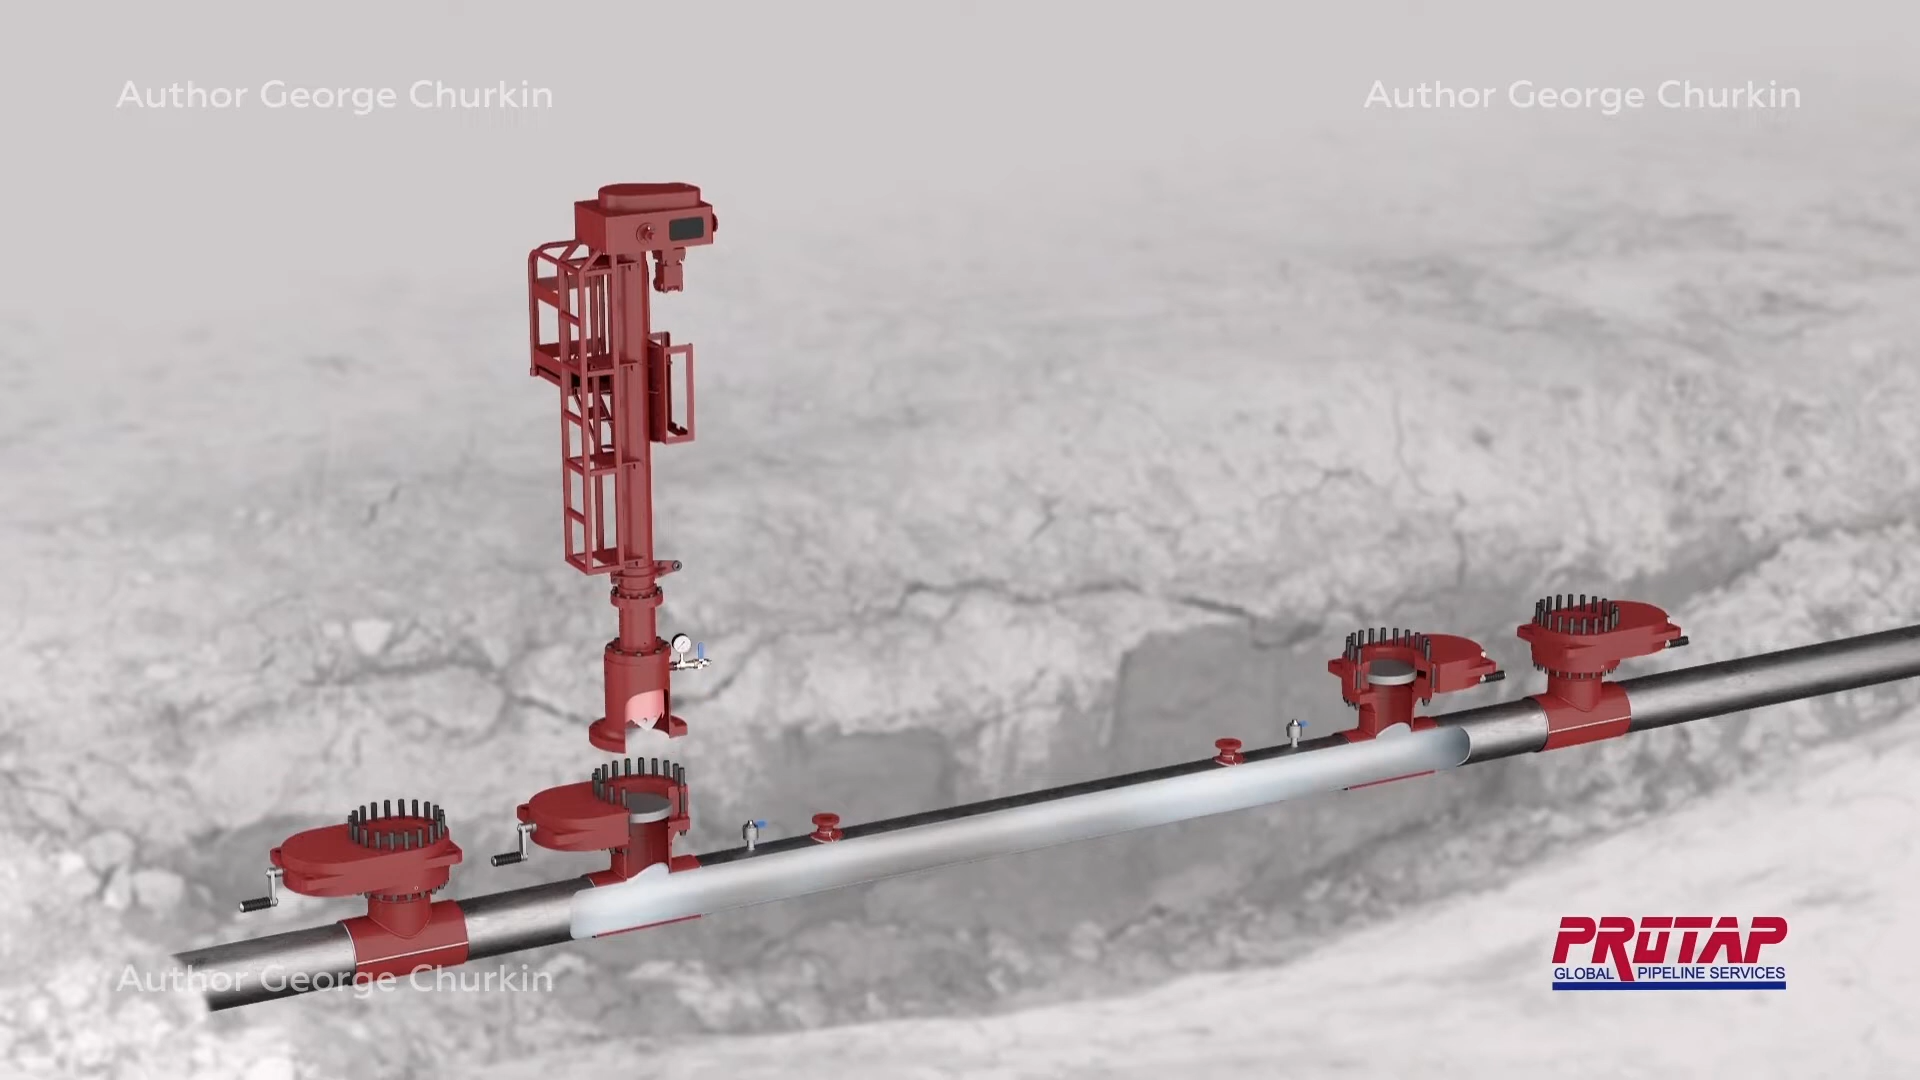 Author George Churkin
Author George Churkin
Author George Churkin
PROTAP
GLOBAL PIPELINE SERVICES